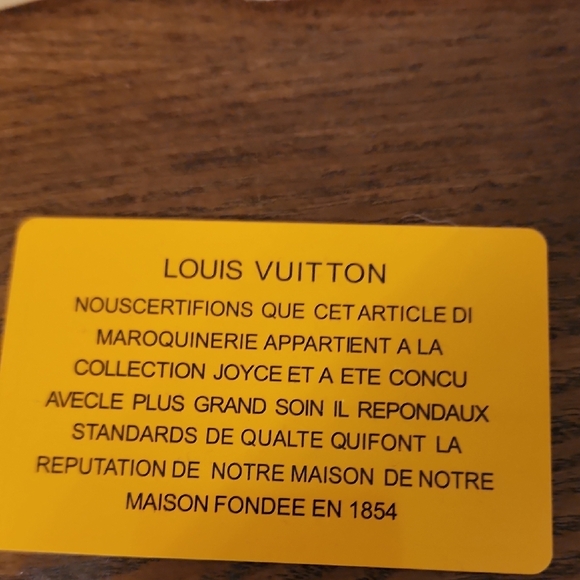 LOUIS VUITTON
NOUSCERTIFIONS QUE CETARTICLE DI
MAROQUINERIE APPARTIENT A LA
COLLECTION JOYCE ET A ETE CONCU
AVECLE PLUS GRAND SOIN IL REPONDAUX
STANDARDS DE QUALTE QUIFONT LA
REPUTATION DE NOTRE MAISON DE NOTRE
MAISON FONDEE EN 1854